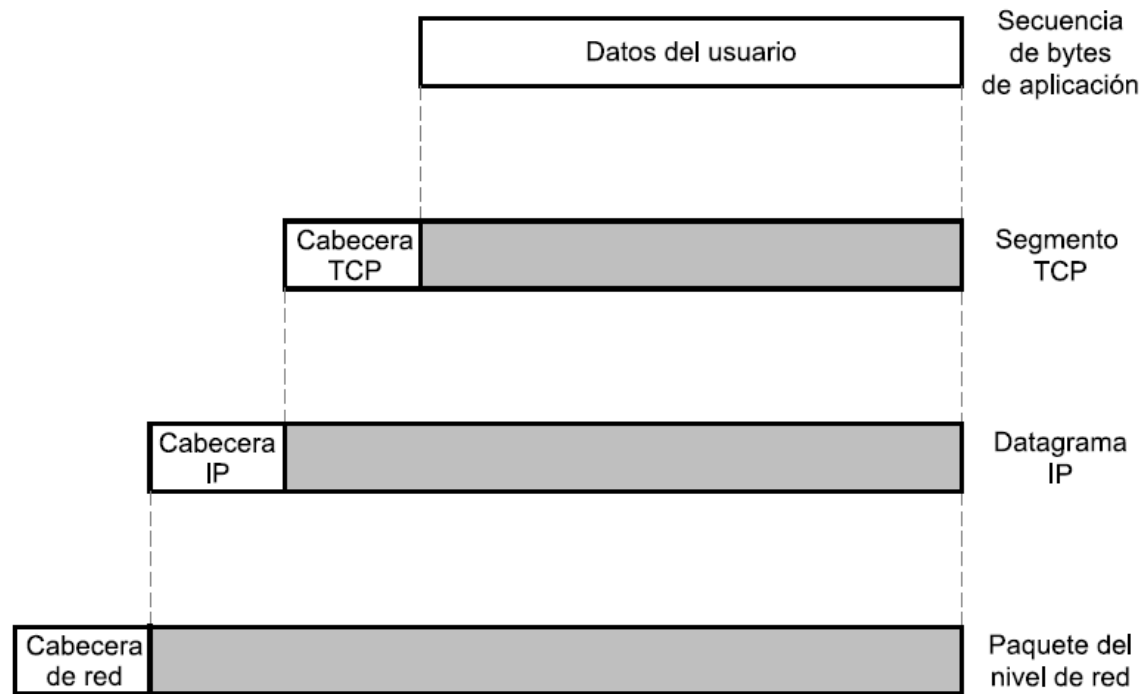 Datos del usuario
Secuencia
de bytes
de aplicación
Cabecera
TCP
Segmento
TCP
Cabecera
IP
Datagrama
IP
Cabecera
de red
Paquete del
nivel de red